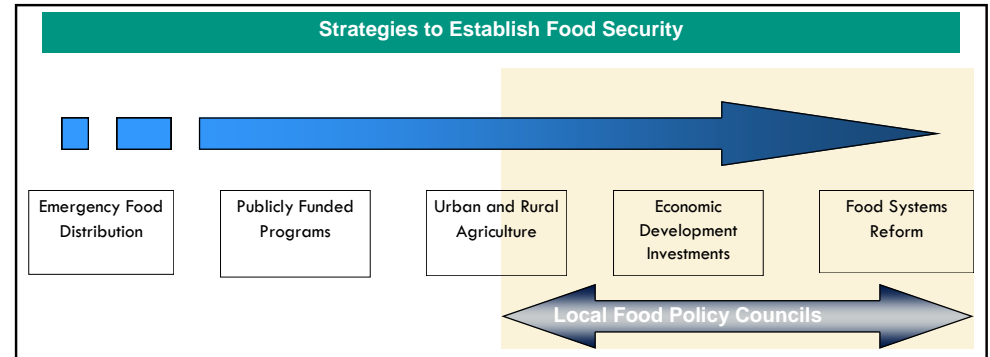 Strategies to Establish Food Security
Emergency Food
Distribution
Publicly Funded
Programs
Urban and Rural
Agriculture
Economic
Development
Investments
Food Systems
Reform
Local Food Policy Councils